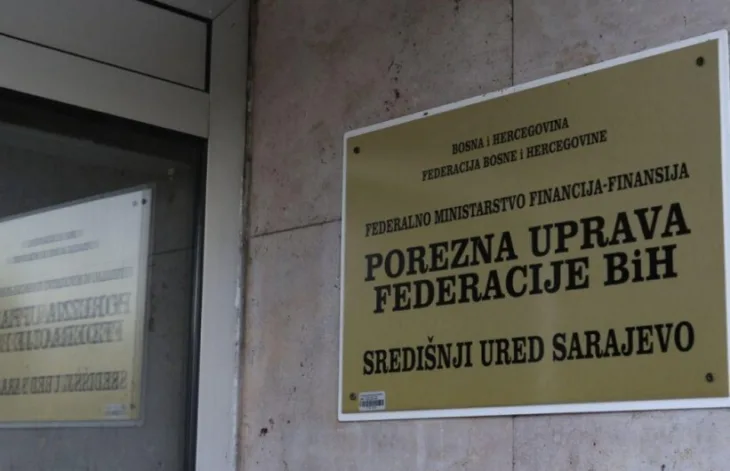 BOSNA i HERCEGOVINA
FEDERACIJA BOSNE i HERCEGOVINE
FEDERALNO MINISTARSTVO FINANCIJA-FINANSIJA
POREZNA UPRAVA
FEDERACIJE BiH
SREDIŠNJI URED SARAJEVO